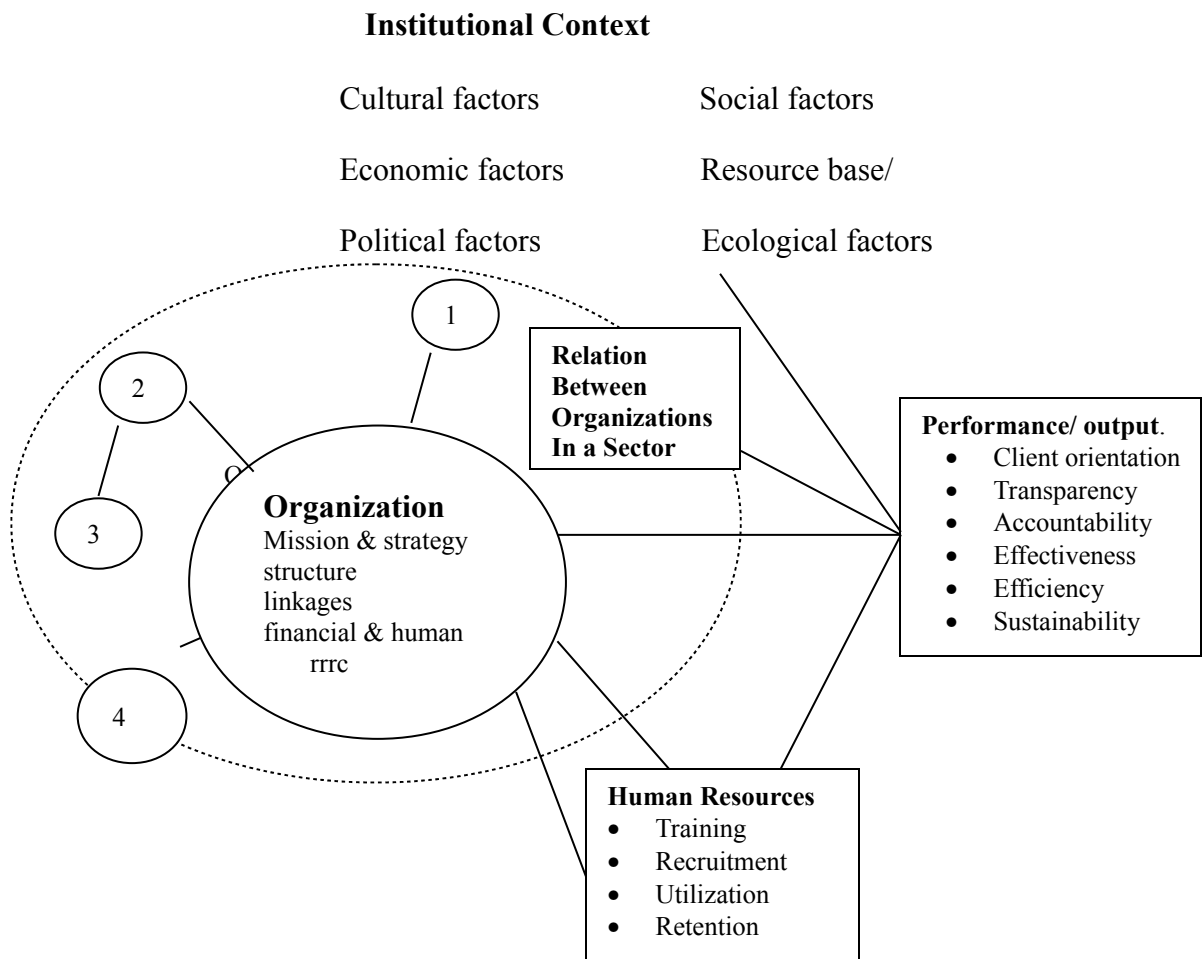 Institutional Context
Cultural factors Social factors
Economic factors Resource base/
Political factors Ecological factors
1
2
3
4
Relation
Between
Organizations
In a Sector
Organization
Mission & strategy
structure
linkages
financial & human
rrrc
Performance/ output.
• Client orientation
• Transparency
• Accountability
• Effectiveness
• Efficiency
• Sustainability
Human Resources
• Training
• Recruitment
• Utilization
• Retention